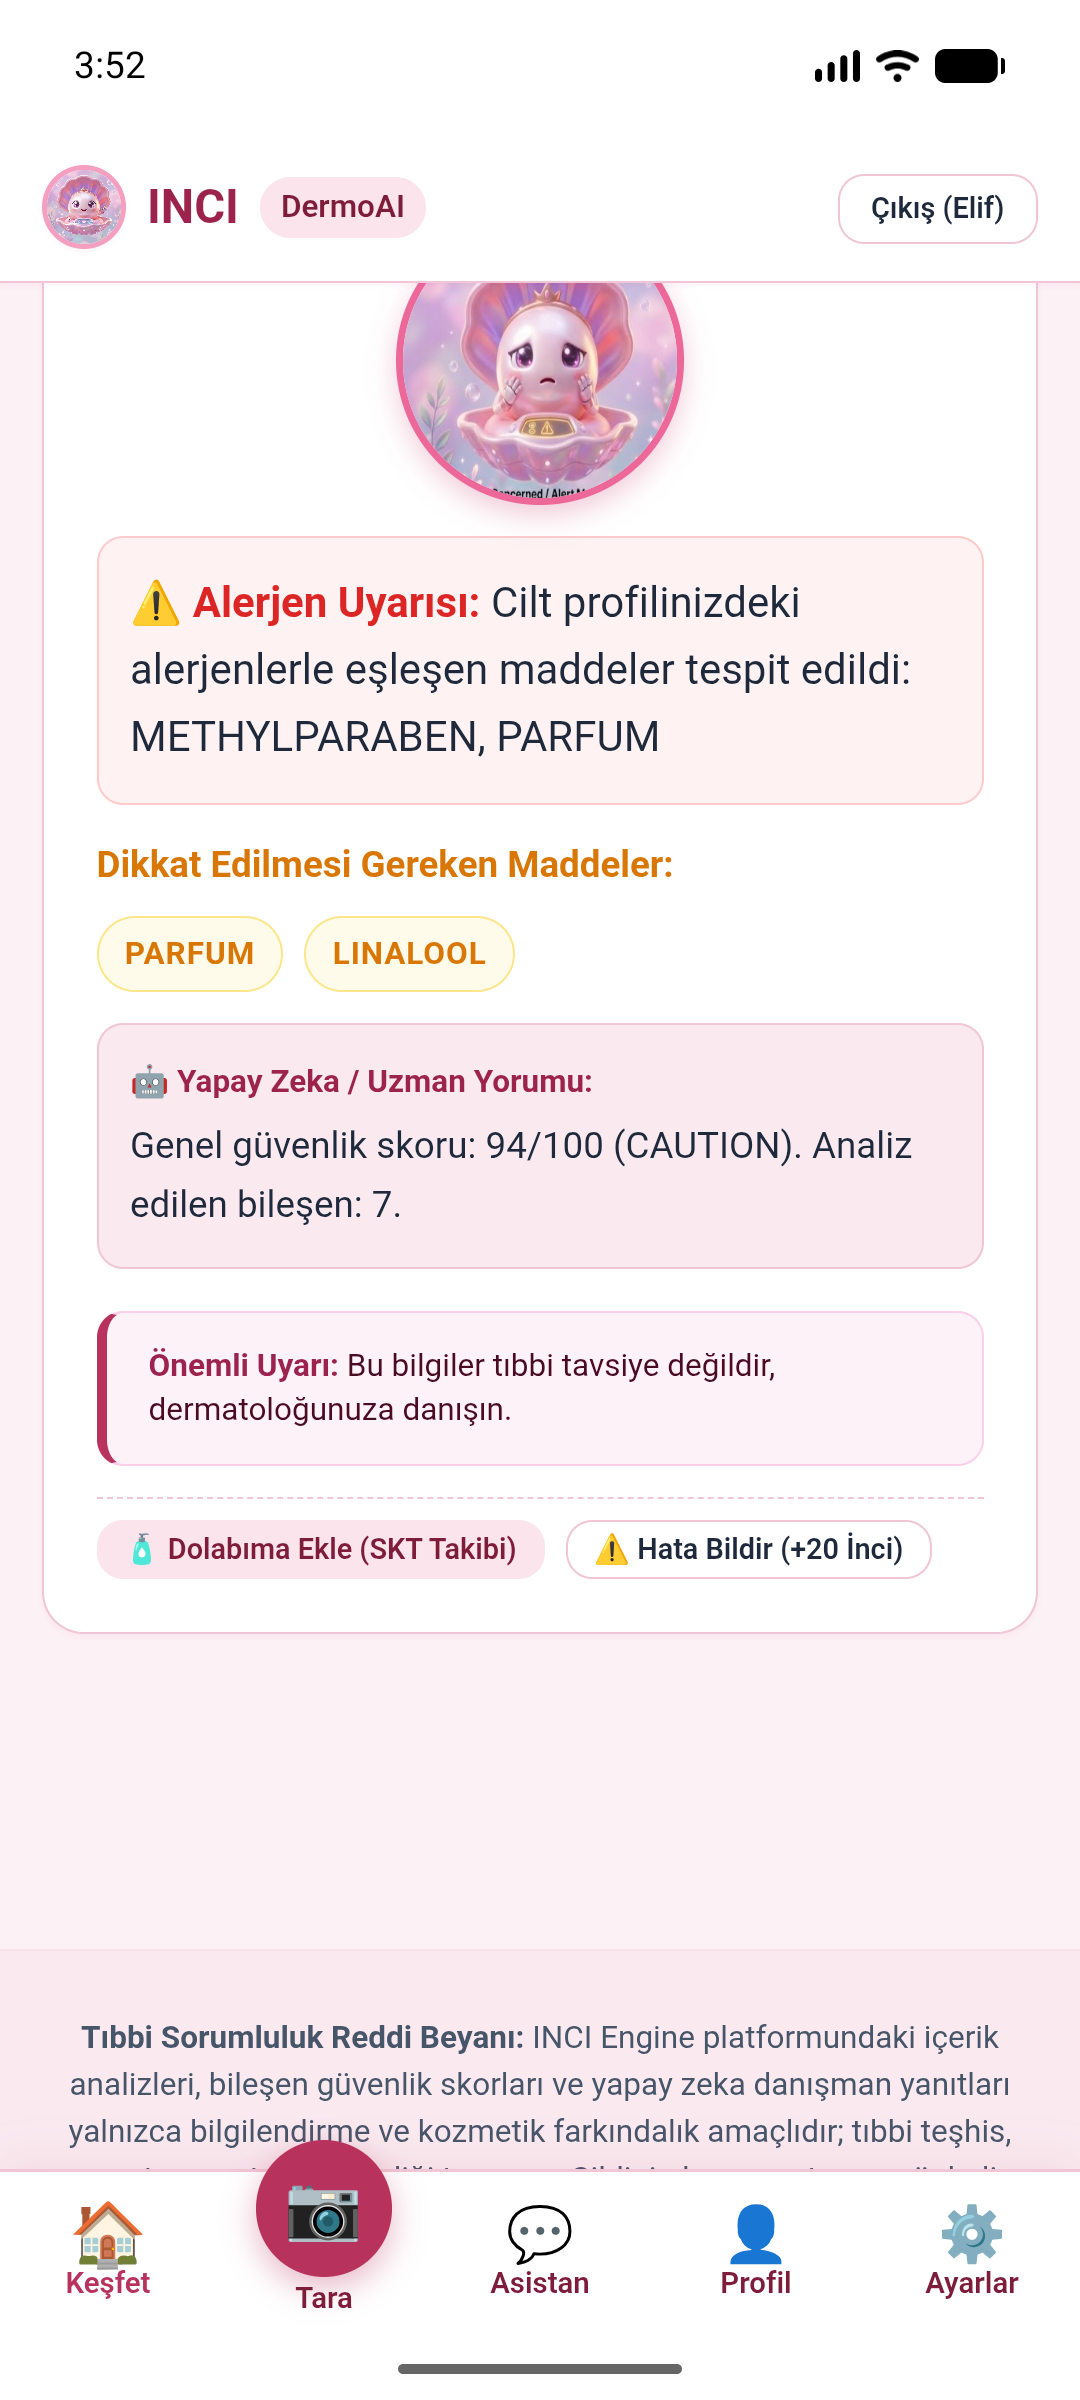 3:52
INCI
DermoAI
Çıkış (Elif)
⚠️ Alerjen Uyarısı: Cilt profilinizdeki
alerjenlerle eşleşen maddeler tespit edildi:
METHYLPARABEN, PARFUM
Dikkat Edilmesi Gereken Maddeler:
PARFUM
LINALOOL
🤖 Yapay Zeka / Uzman Yorumu:
Genel güvenlik skoru: 94/100 (CAUTION). Analiz
edilen bileşen: 7.
Önemli Uyarı: Bu bilgiler tıbbi tavsiye değildir,
dermatoloğunuza danışın.
🧴 Dolabıma Ekle (SKT Takibi)
⚠️ Hata Bildir (+20 İnci)
Tıbbi Sorumluluk Reddi Beyanı: INCI Engine platformundaki içerik
analizleri, bileşen güvenlik skorları ve yapay zeka danışman yanıtları
yalnızca bilgilendirme ve kozmetik farkındalık amaçlıdır; tıbbi teşhis,
Keşfet
Tara
Asistan
Profil
Ayarlar